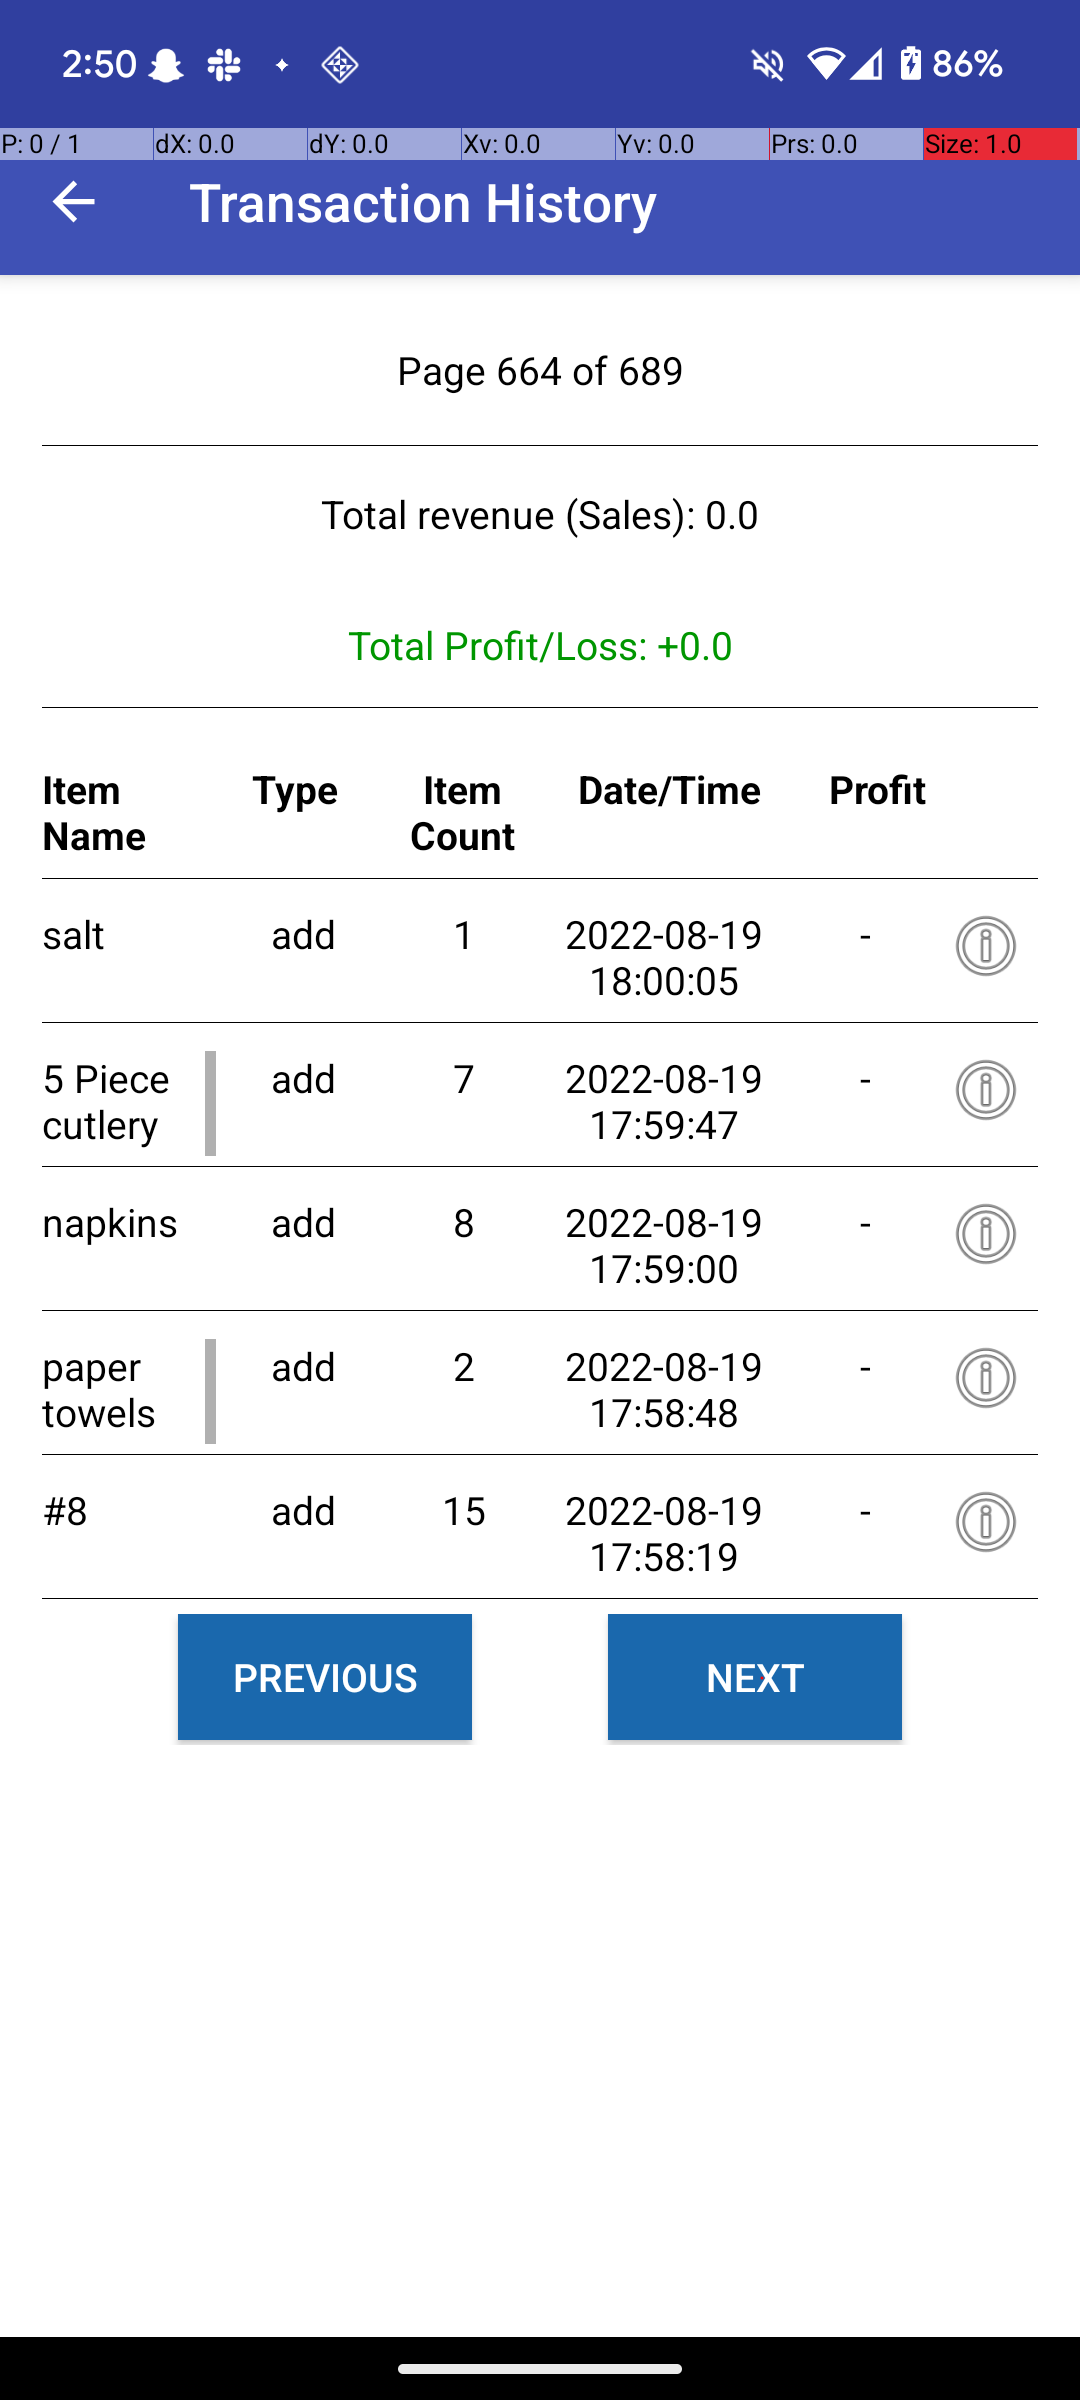 2:50 86%
P: 0 / 1 dX: 0.0 dY: 0.0 Xv: 0.0 Yv: 0.0 Prs: 0.0 Size: 1.0
Transaction History
Page 664 of 689
Total revenue (Sales): 0.0
Total Profit/Loss: +0.0
Item Name Type Item Count Date/Time Profit
salt add 1 2022-08-19 18:00:05 -
5 Piece cutlery add 7 2022-08-19 17:59:47 -
napkins add 8 2022-08-19 17:59:00 -
paper towels add 2 2022-08-19 17:58:48 -
#8 add 15 2022-08-19 17:58:19 -
PREVIOUS NEXT